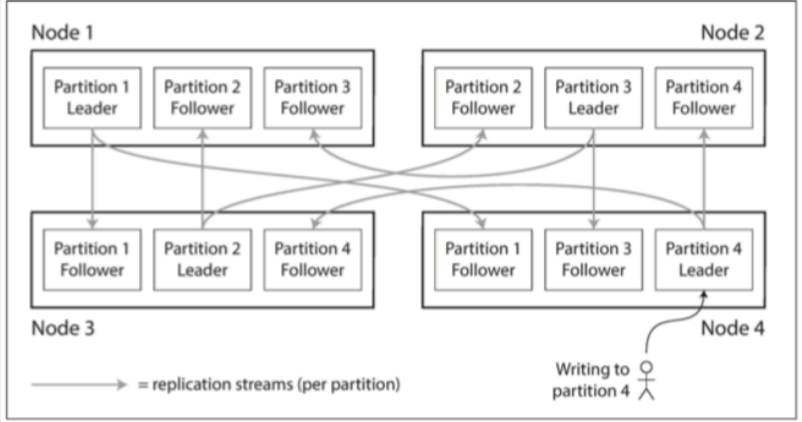 Node 1
Node 2
Partition 1
Leader
Partition 2
Follower
Partition 3
Follower
Partition 2
Follower
Partition 3
Leader
Partition 4
Follower
Partition 1
Follower
Partition 2
Leader
Partition 4
Follower
Partition 1
Follower
Partition 3
Follower
Partition 4
Leader
Node 3
Node 4
Writing to
partition 4
= replication streams (per partition)